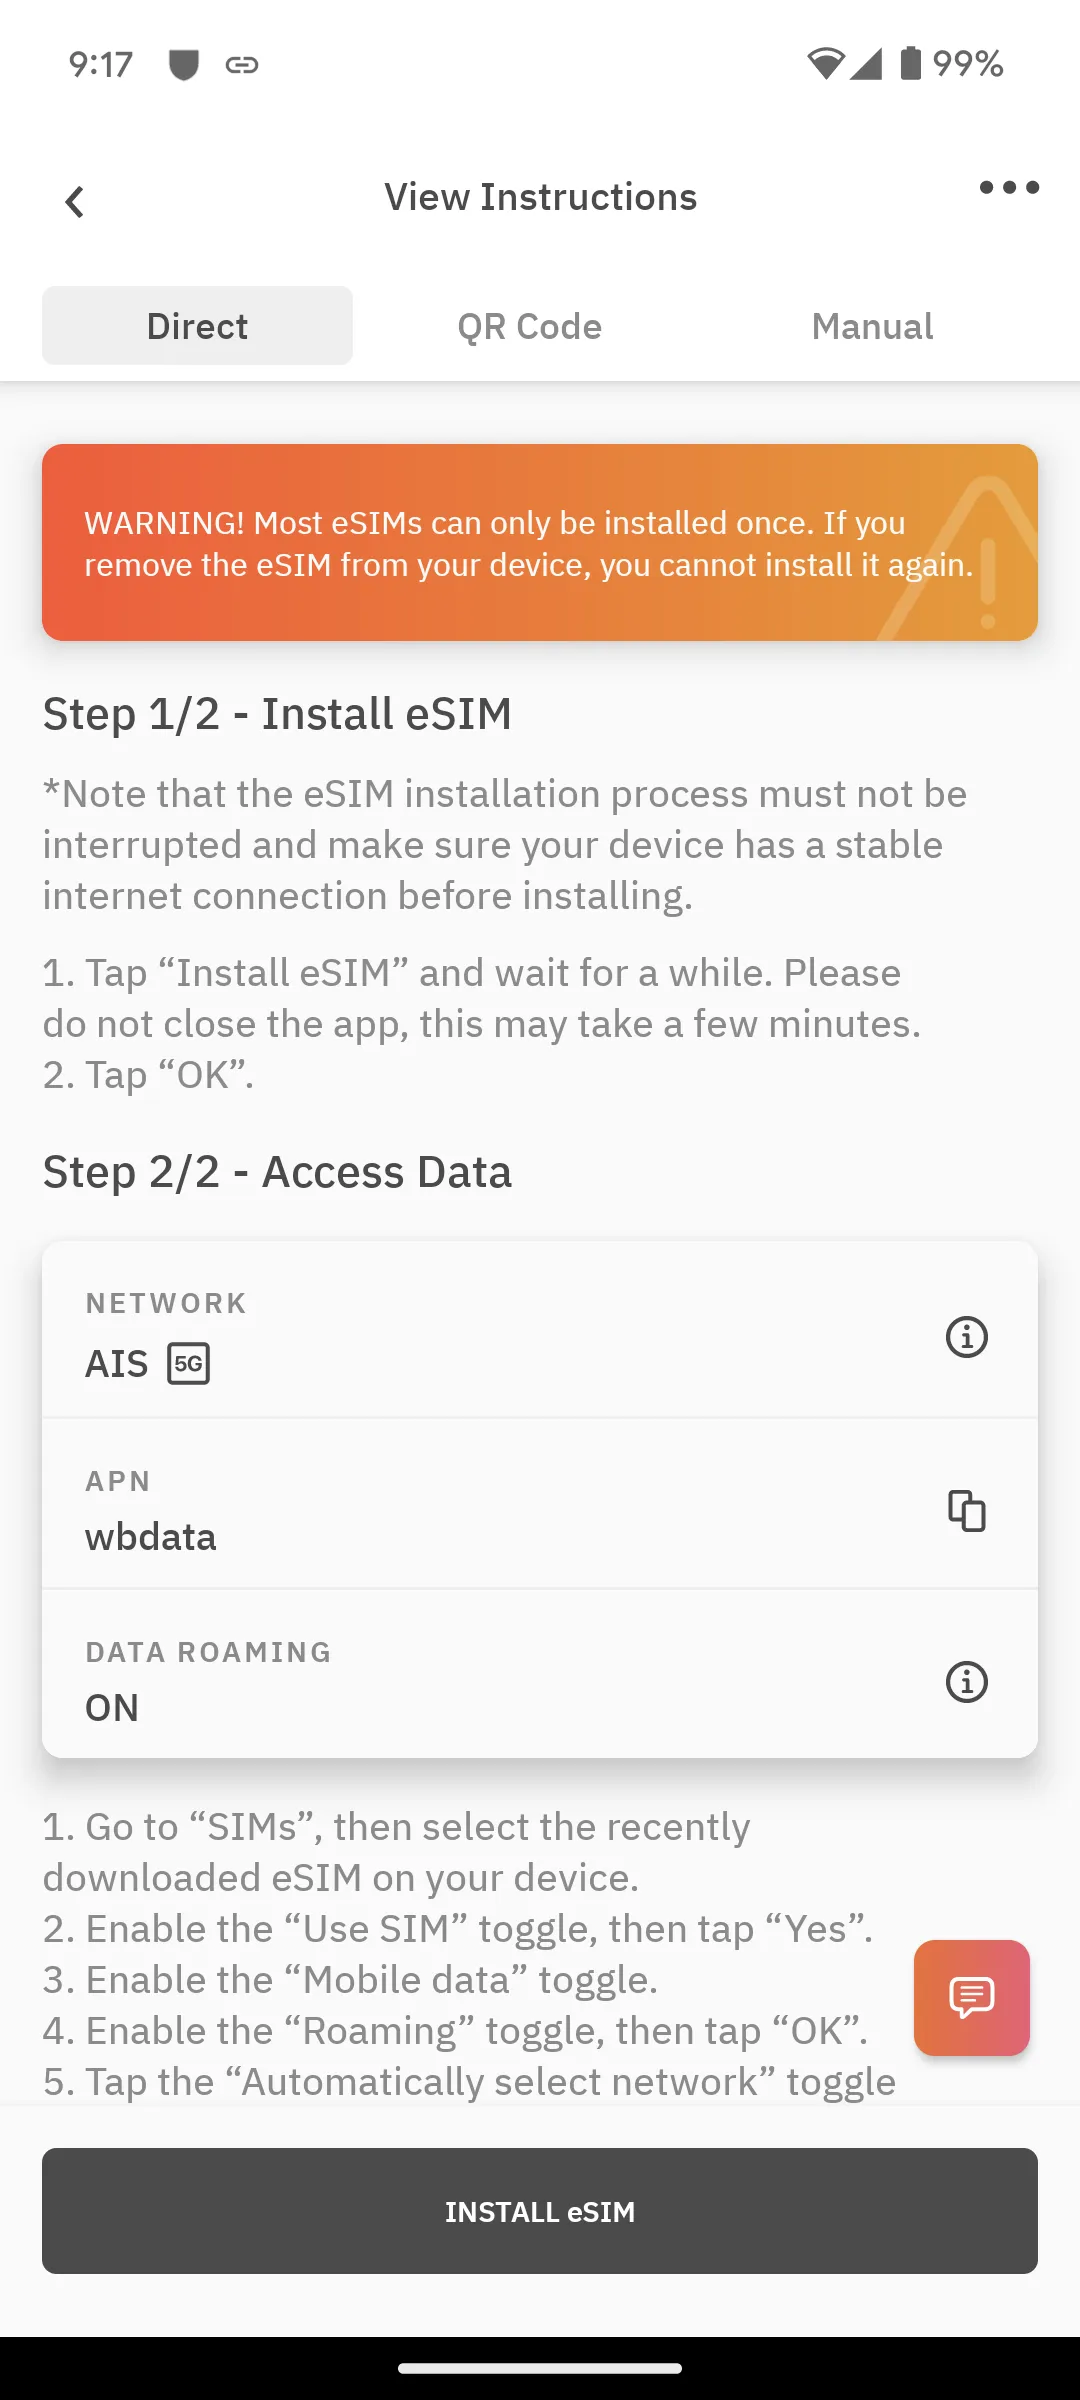 9:17
99%
View Instructions
Direct
QR Code
Manual
WARNING! Most eSIMs can only be installed once. If you
remove the eSIM from your device, you cannot install it again.
Step 1/2 - Install eSIM
*Note that the eSIM installation process must not be
interrupted and make sure your device has a stable
internet connection before installing.
1. Tap “Install eSIM” and wait for a while. Please
do not close the app, this may take a few minutes.
2. Tap “OK”.
Step 2/2 - Access Data
NETWORK
AIS 5G
APN
wbdata
DATA ROAMING
ON
1. Go to “SIMs”, then select the recently
downloaded eSIM on your device.
2. Enable the “Use SIM” toggle, then tap “Yes”.
3. Enable the “Mobile data” toggle.
4. Enable the “Roaming” toggle, then tap “OK”.
5. Tap the “Automatically select network” toggle
INSTALL eSIM